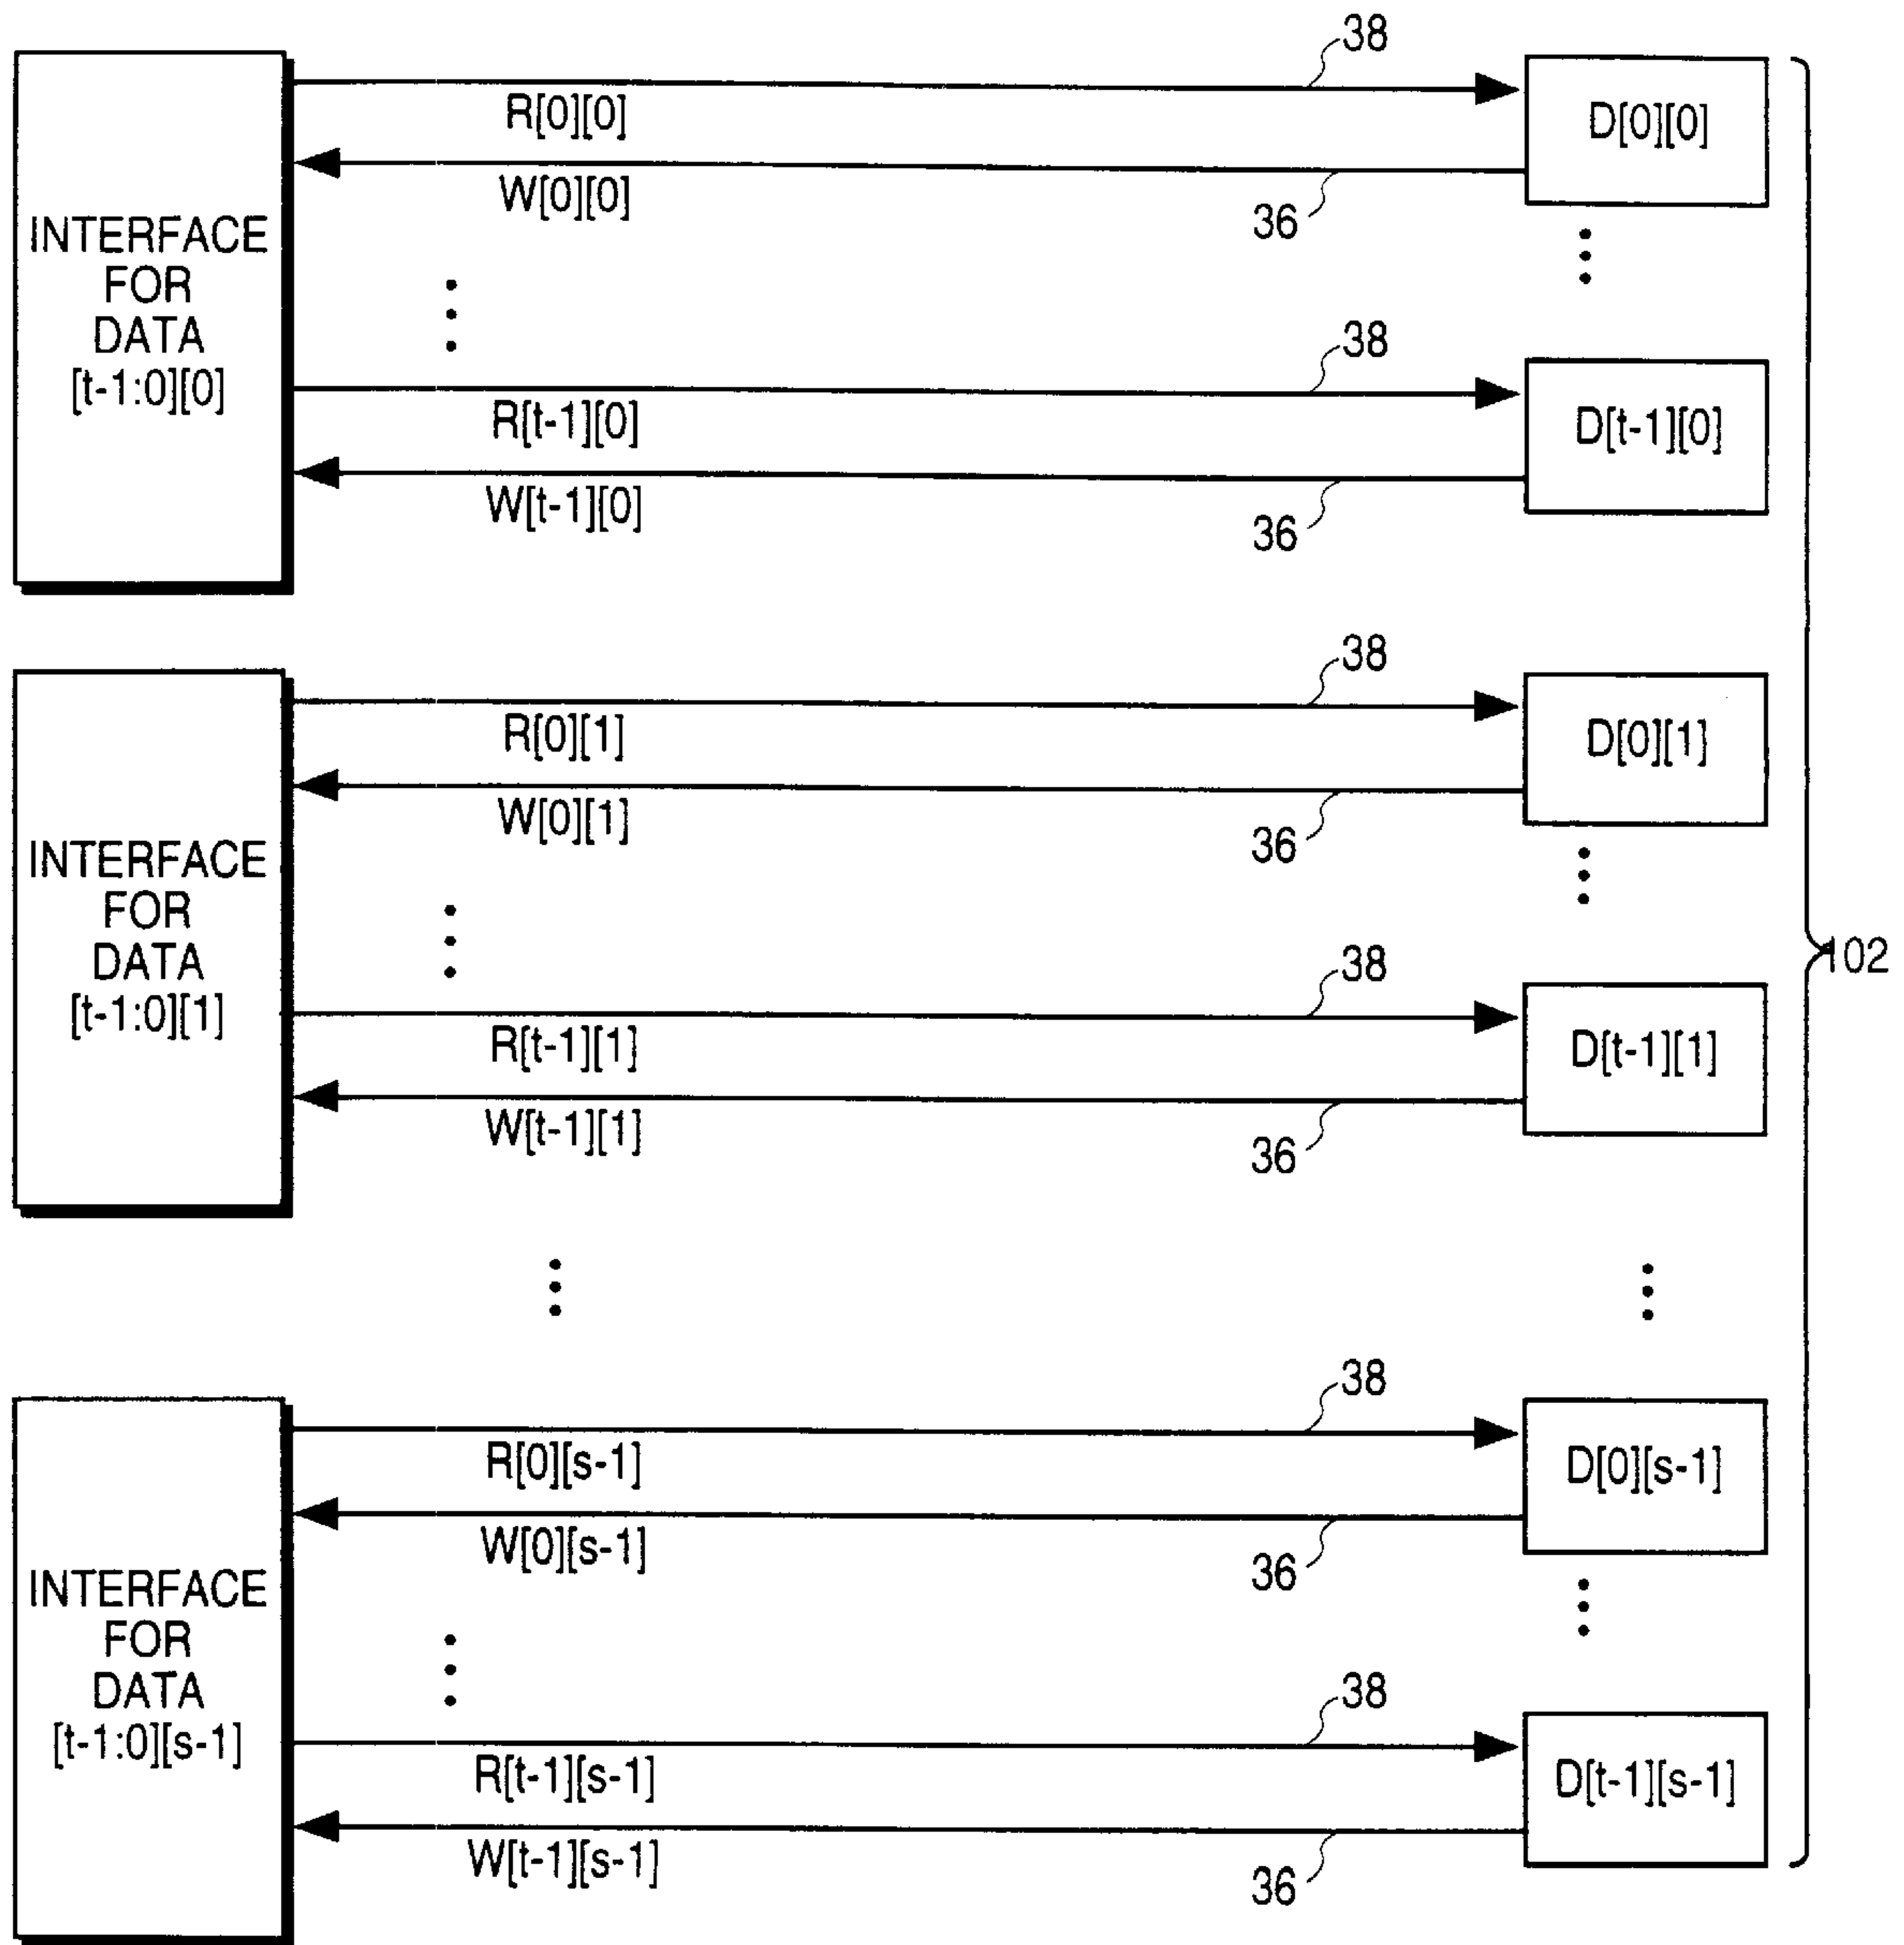 38
R[0][0]
D[0][0]
W[0][0]
36
INTERFACE
FOR
DATA
[t-1:0][0]
38
R[t-1][0]
D[t-1][0]
W[t-1][0]
36
38
R[0][1]
D[0][1]
W[0][1]
36
INTERFACE
FOR
DATA
[t-1:0][1]
102
38
R[t-1][1]
D[t-1][1]
W[t-1][1]
36
38
R[0][s-1]
D[0][s-1]
W[0][s-1]
36
INTERFACE
FOR
DATA
[t-1:0][s-1]
38
R[t-1][s-1]
D[t-1][s-1]
W[t-1][s-1]
36